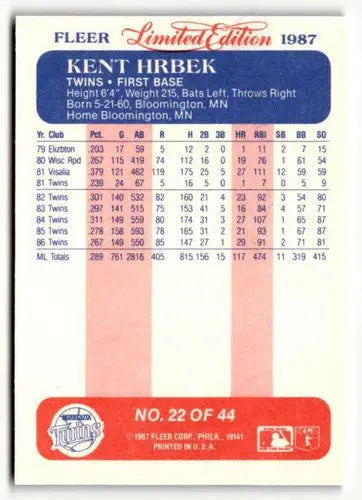 FLEER Limited Edition 1987
KENT HRBEK
TWINS • FIRST BASE
Height 6'4", Weight 215, Bats Left, Throws Right
Born 5-21-60, Bloomington, MN
Home Bloomington, MN
Yr. Club Pct. G AB R H 2B 3B HR RBI SB BB SO
79 Elizbton .203 17 59 5 12 2 0 1 11 2 7 15
80 Wisc Rpd .267 115 419 74 112 16 0 19 76 1 61 54
81 Visalia .379 121 462 119 175 25 5 27 111 12 59 59
81 Twins .239 24 67 5 16 5 0 1 7 0 5 9
82 Twins .301 140 532 82 160 21 4 23 92 3 54 80
83 Twins .297 141 515 75 153 41 5 16 84 4 57 71
84 Twins .311 149 559 80 174 31 3 27 107 1 65 87
85 Twins .278 158 593 78 165 31 2 21 93 1 67 87
86 Twins .267 149 550 85 147 27 1 29 91 2 71 81
ML Totals .289 761 2816 405 815 156 15 117 474 11 319 415
Twins
NO. 22 OF 44
©1987 FLEER CORP., PHILA., 19141
PRINTED IN U.S.A.